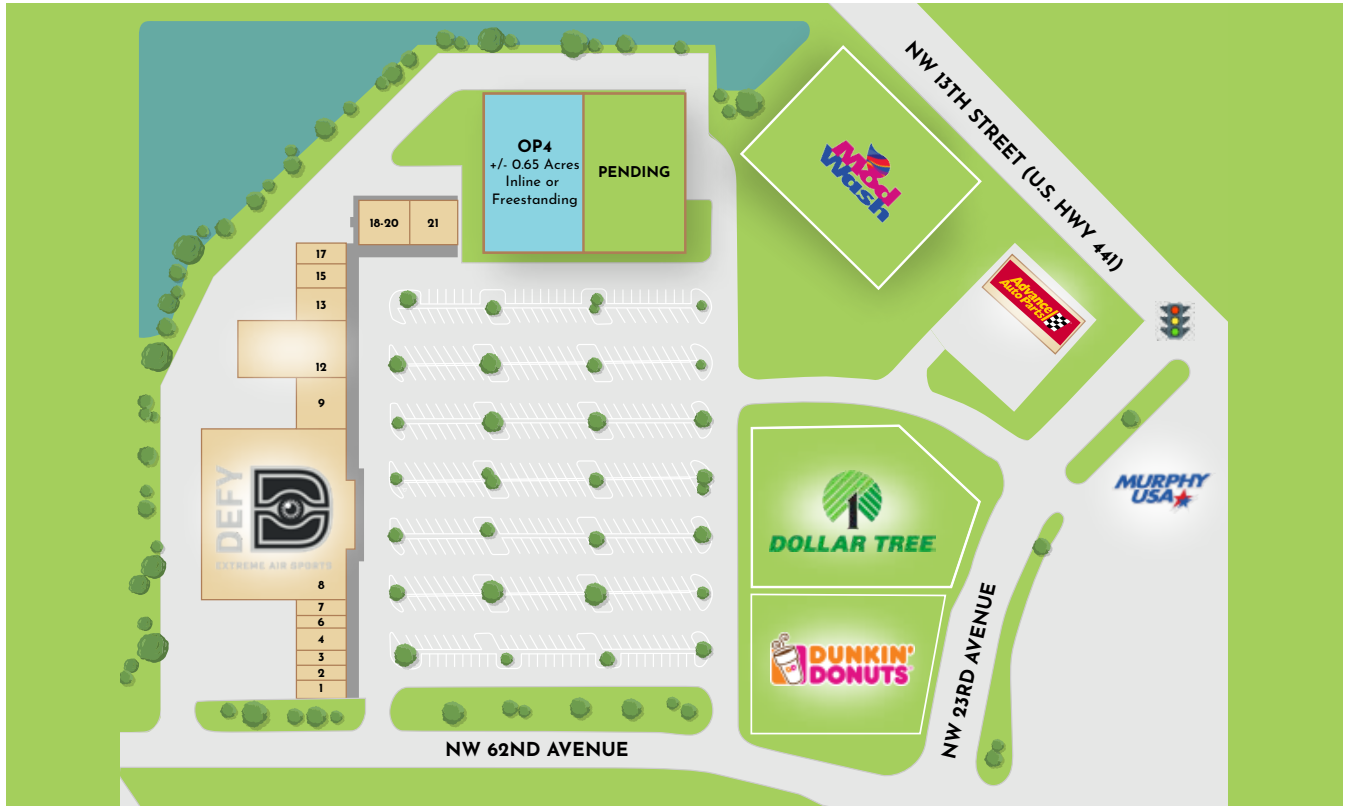 NW 13TH STREET (U.S. HWY 441)
OP4
+/- 0.65 Acres
Inline or
Freestanding
PENDING
Mod
Wash
18-20
21
17
15
13
12
9
Advance
Auto Parts
DEFY
EXTREME AIR SPORTS
8
7
6
4
3
2
1
MURPHY
USA
DOLLAR TREE
DUNKIN'
DONUTS
NW 23RD AVENUE
NW 62ND AVENUE